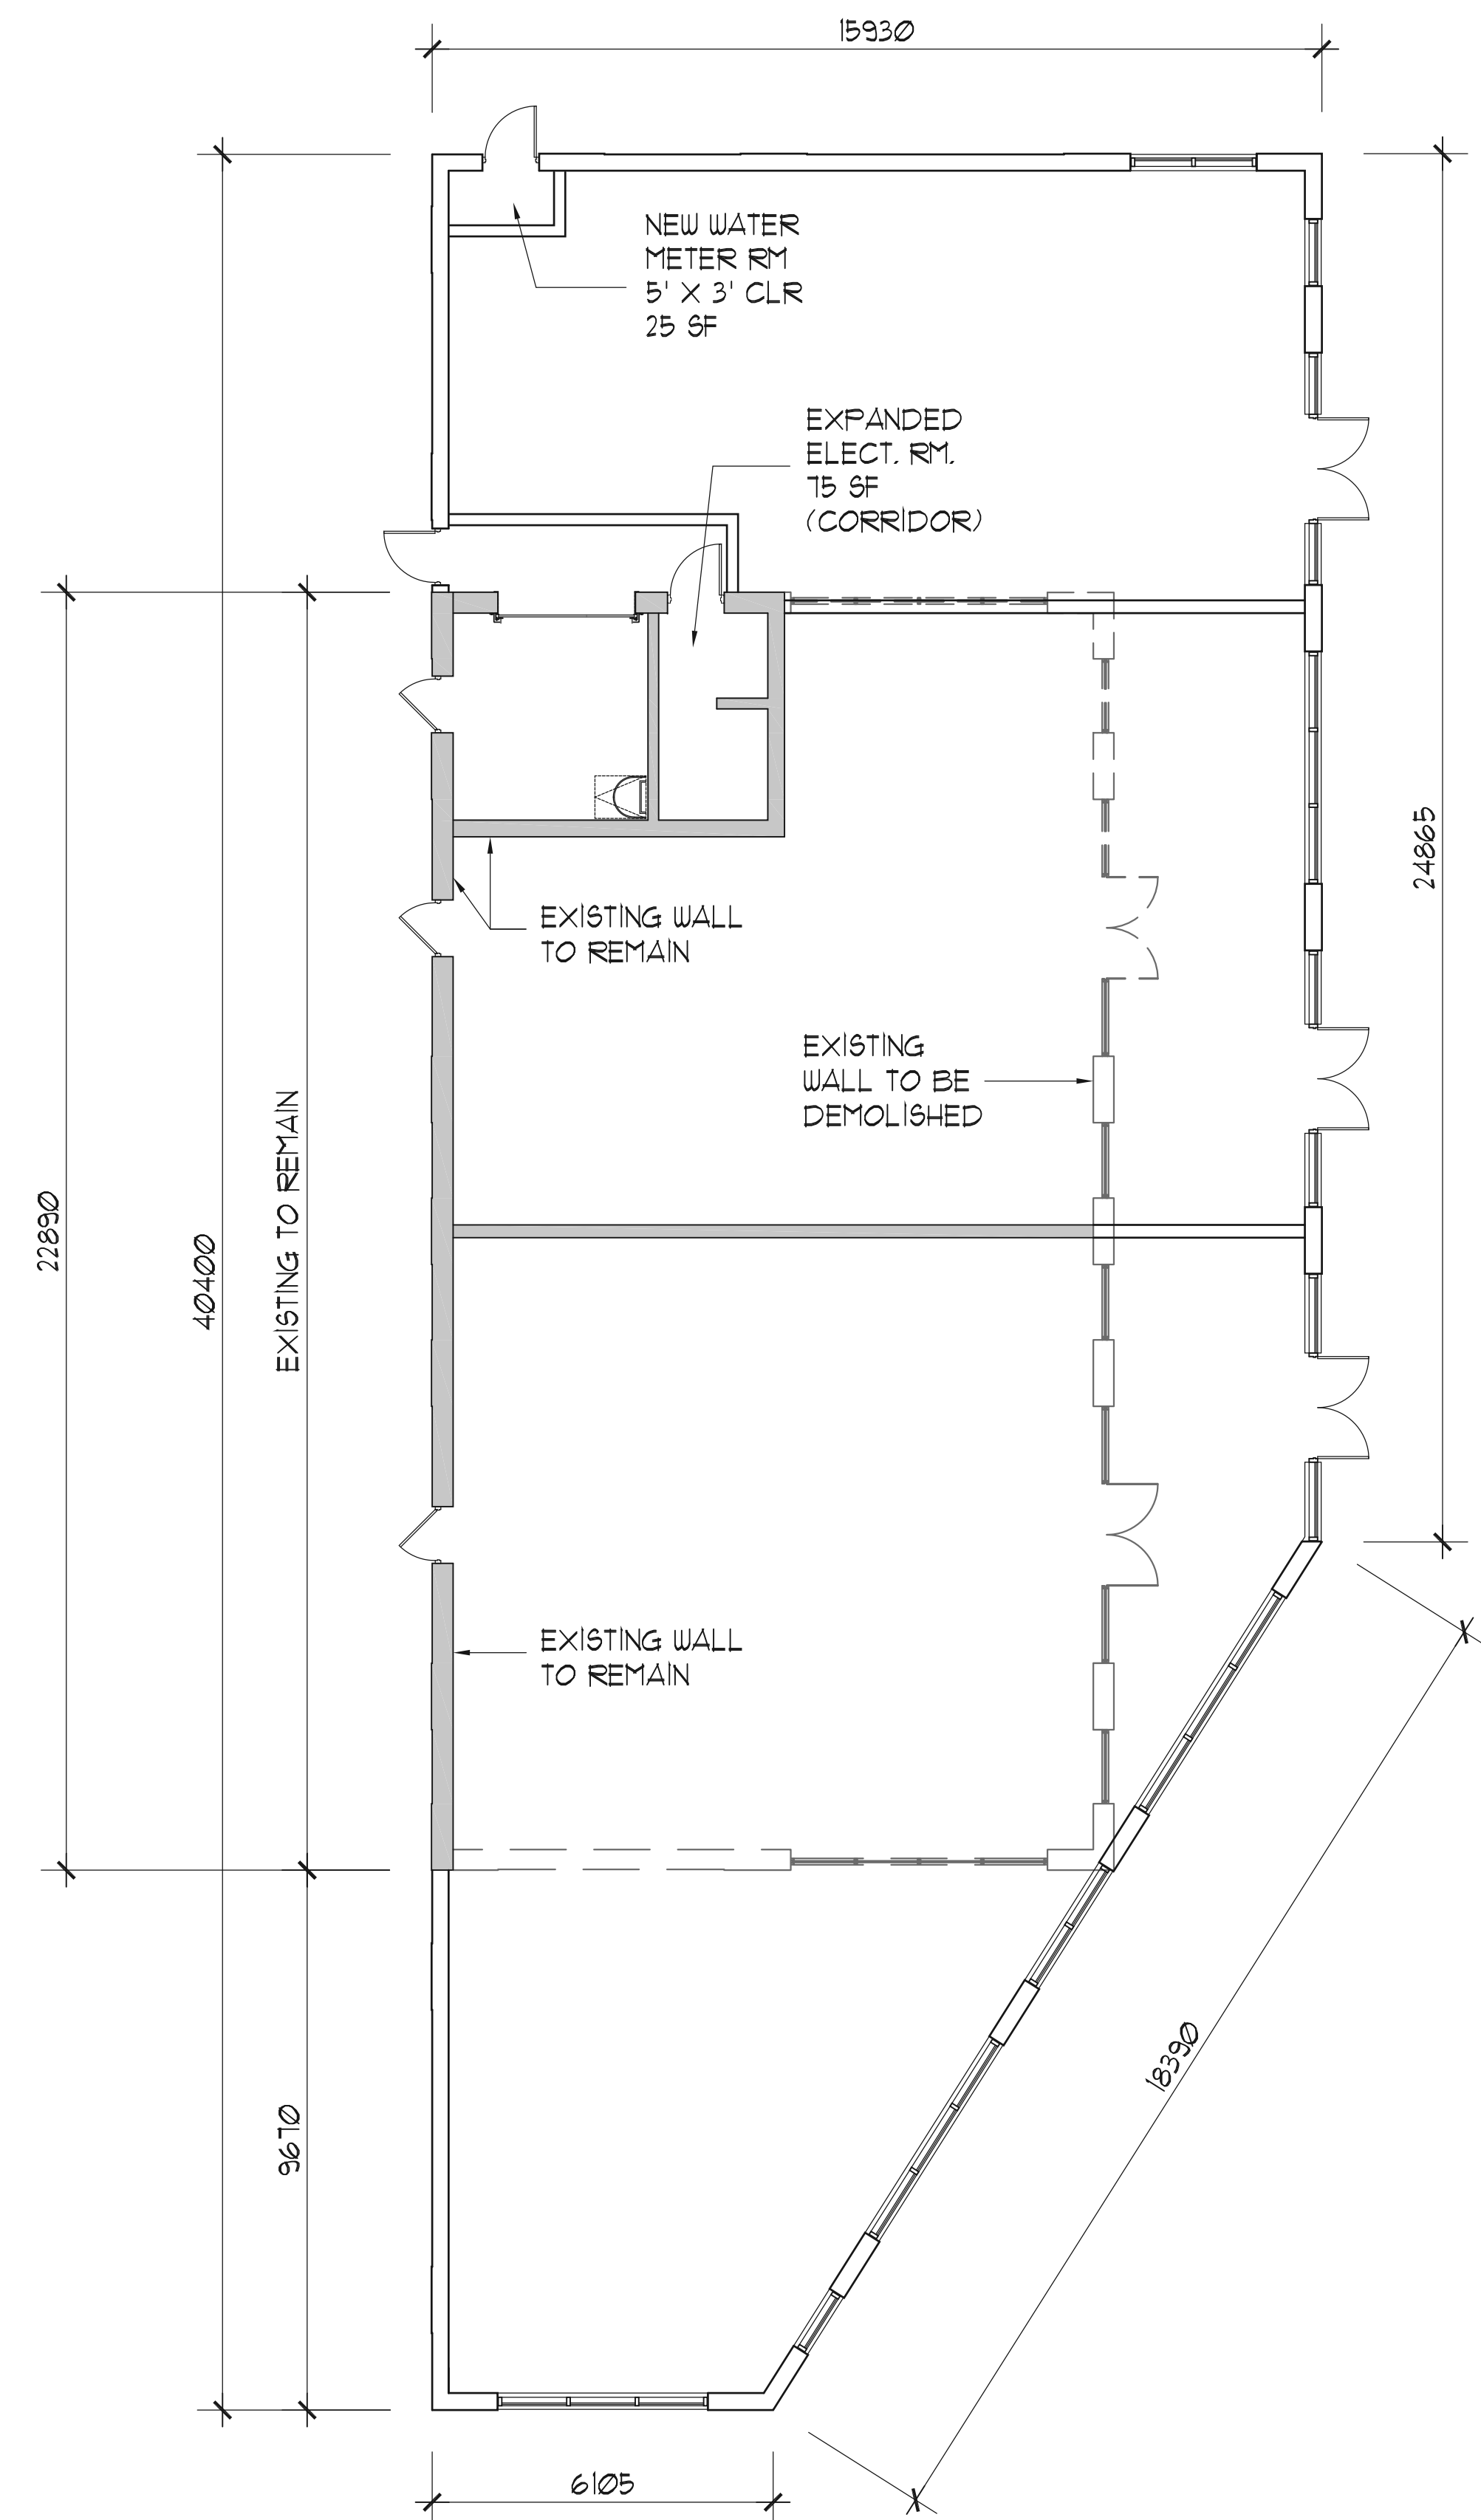 15930
NEW WATER
METER RM
5' X 3' CLR
25 SF
EXPANDED
ELECT. RM.
75 SF
(CORRIDOR)
EXISTING WALL
TO REMAIN
EXISTING
WALL TO BE
DEMOLISHED
24865
22890
40400
EXISTING TO REMAIN
EXISTING WALL
TO REMAIN
18390
9670
6105